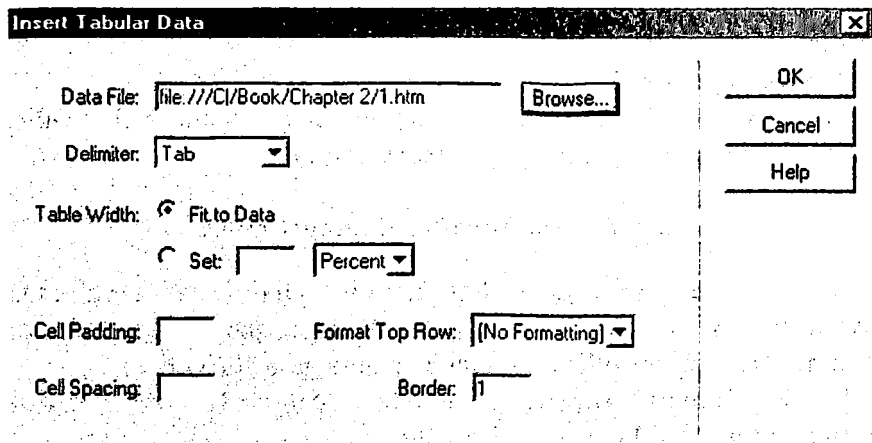 Insert Tabular Data
Data File: file:///C|/Book/Chapter 2/1.htm Browse... OK
Cancel
Delimiter: Tab
Help
Table Width: Fit to Data
Set: Percent
Cell Padding: Format Top Row: [No Formatting]
Cell Spacing: Border: 1